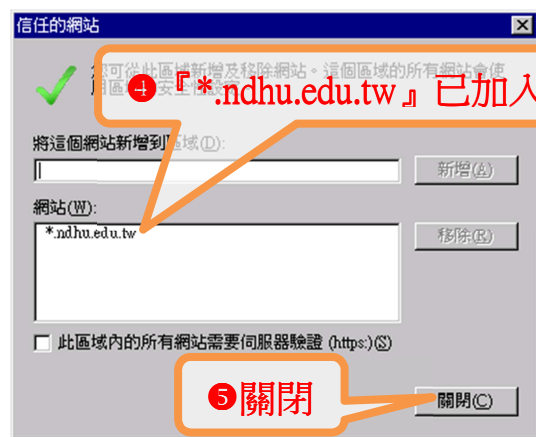 信任的網站
您可從此區域新增及移除網站。這個區域的所有網站會使
用區域的安全性設定。
❹『*.ndhu.edu.tw』已加入
將這個網站新增到區域(D):
新增(A)
網站(W):
*.ndhu.edu.tw
移除(R)
此區域內的所有網站需要伺服器驗證 (https:)(S)
❺關閉
關閉(C)